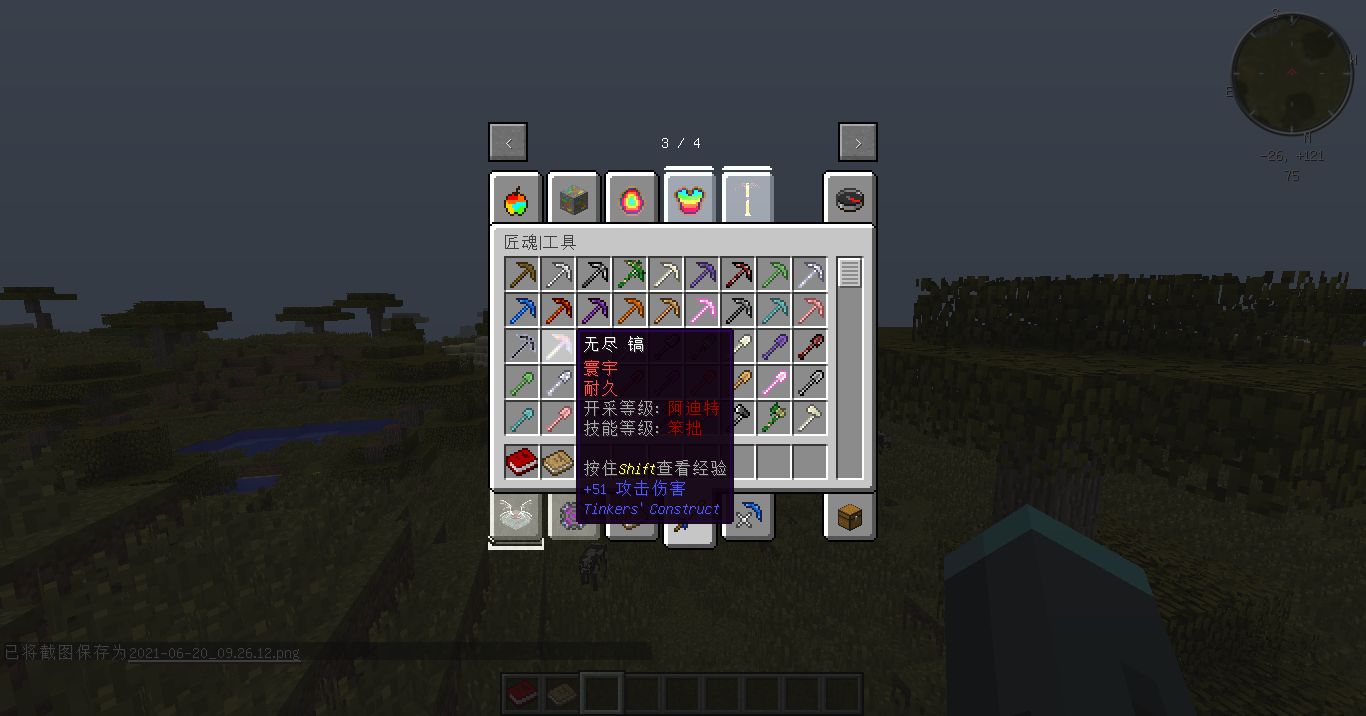 S
W
E
N
-26, +121
75
<
3 / 4
>
匠魂|工具
无尽 镐
寰宇
耐久
开采等级: 阿迪特
技能等级: 笨拙
按住Shift查看经验
+51 攻击伤害
Tinkers' Construct
已将截图保存为2021-06-20_09.26.12.png